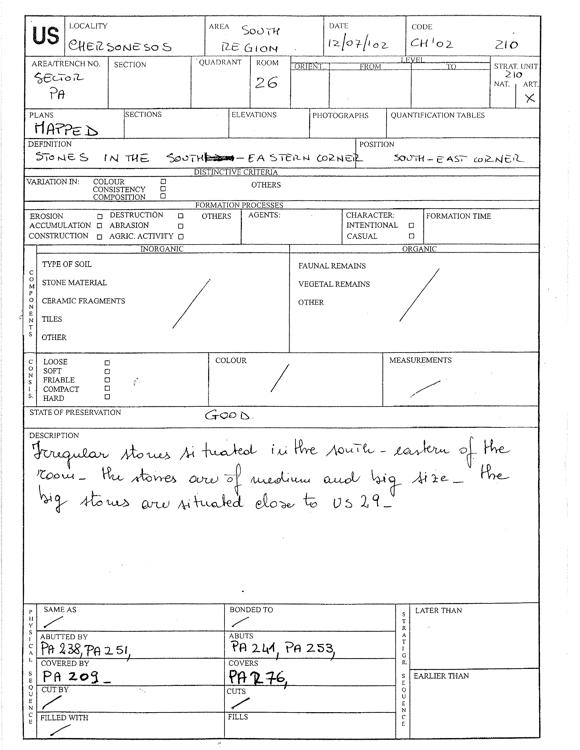 US
LOCALITY
CHERSONESOS
AREA SOUTH
REGION
DATE
12/07/'02
CODE
CH'02 210
AREA/TRENCH NO.
SECTOR
PA
SECTION
QUADRANT
ROOM
26
LEVEL
ORIENT. FROM TO
STRAT. UNIT
210
NAT. ART.
X
PLANS
MAPPED
SECTIONS
ELEVATIONS
PHOTOGRAPHS
QUANTIFICATION TABLES
DEFINITION
STONES IN THE SOUTH-EASTERN CORNER
POSITION
SOUTH-EAST CORNER
DISTINCTIVE CRITERIA
VARIATION IN: COLOUR
CONSISTENCY
COMPOSITION
OTHERS
FORMATION PROCESSES
EROSION DESTRUCTION OTHERS
ACCUMULATION ABRASION
CONSTRUCTION AGRIC. ACTIVITY
AGENTS:
CHARACTER:
INTENTIONAL
CASUAL
FORMATION TIME
COMPONENTS
INORGANIC
TYPE OF SOIL
STONE MATERIAL
CERAMIC FRAGMENTS
TILES
OTHER
ORGANIC
FAUNAL REMAINS
VEGETAL REMAINS
OTHER
CONSIS.
LOOSE
SOFT
FRIABLE
COMPACT
HARD
COLOUR
MEASUREMENTS
STATE OF PRESERVATION
GOOD
DESCRIPTION
Irregular stones situated in the south-eastern of the
room_ the stones are of medium and big size_ the
big stones are situated close to US 29_
PHYSICAL SEQUENCE
SAME AS
BONDED TO
ABUTTED BY
PA 238, PA 251,
ABUTS
PA 241, PA 253,
COVERED BY
PA 209_
COVERS
PA 276,
CUT BY
CUTS
FILLED WITH
FILLS
STRATIGR. SEQUENCE
LATER THAN
EARLIER THAN